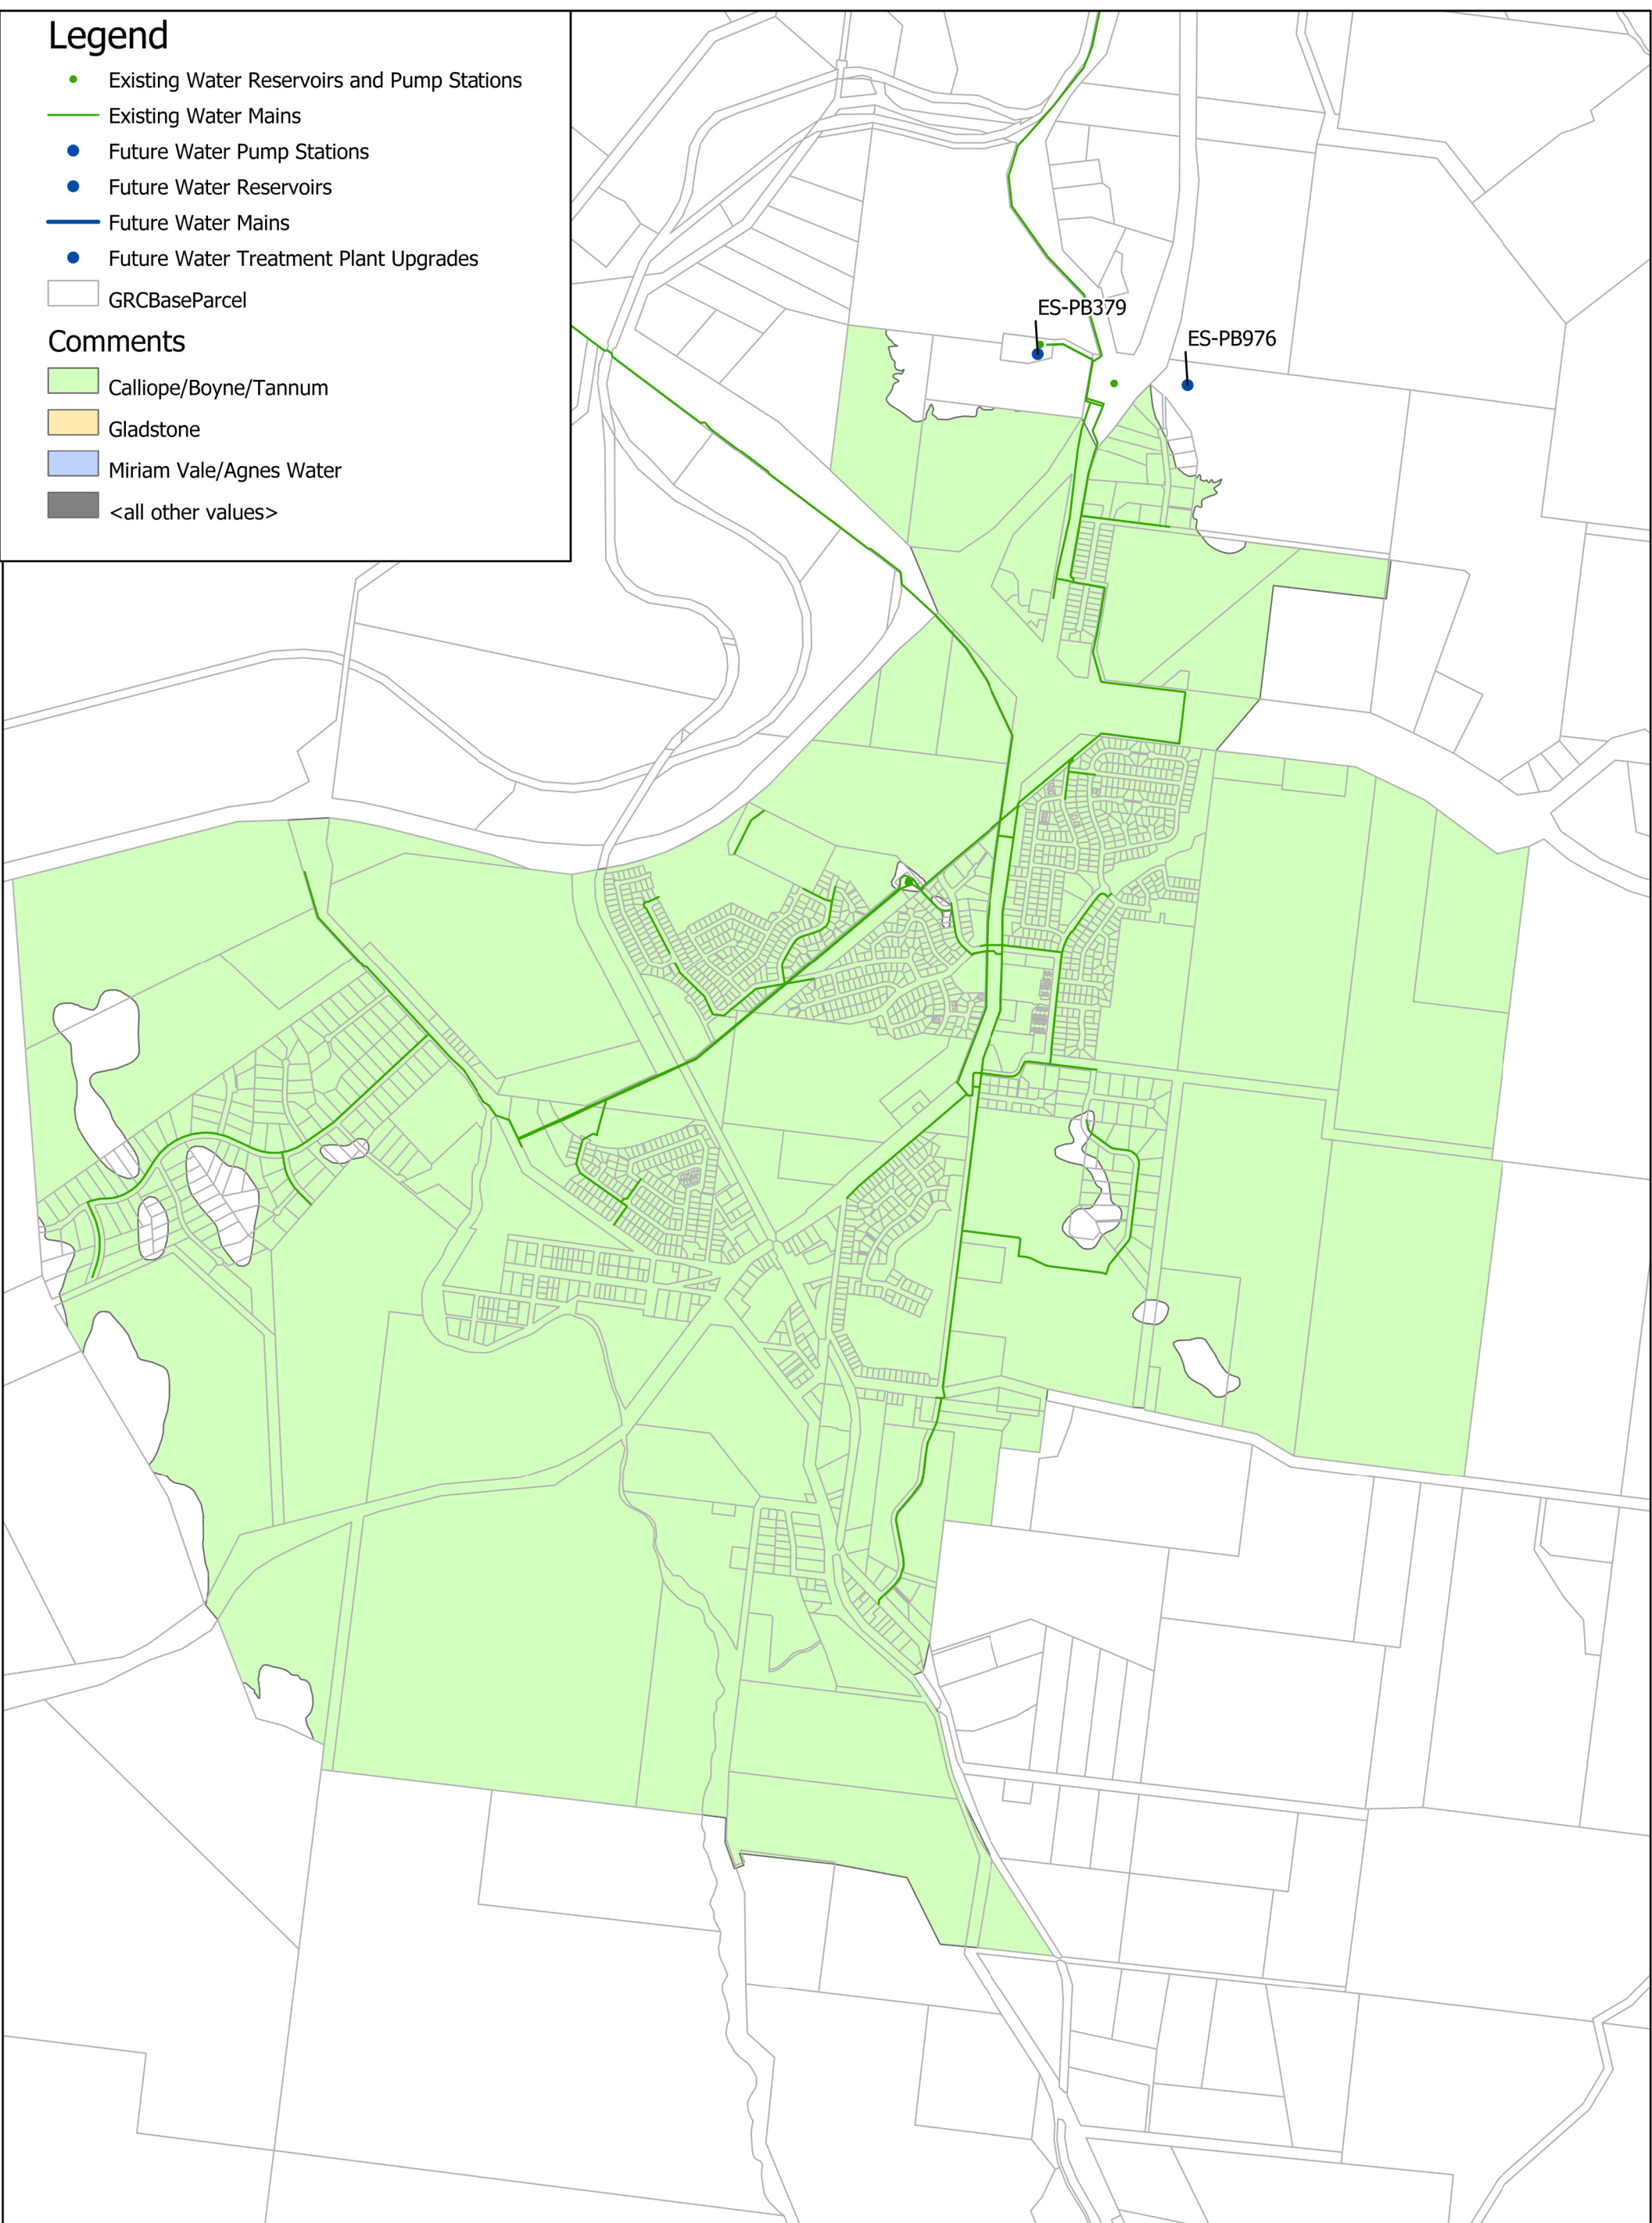 Legend
Existing Water Reservoirs and Pump Stations
Existing Water Mains
Future Water Pump Stations
Future Water Reservoirs
Future Water Mains
Future Water Treatment Plant Upgrades
GRCBaseParcel
Comments
Calliope/Boyne/Tannum
Gladstone
Miriam Vale/Agnes Water
<all other values>
ES-PB379
ES-PB976